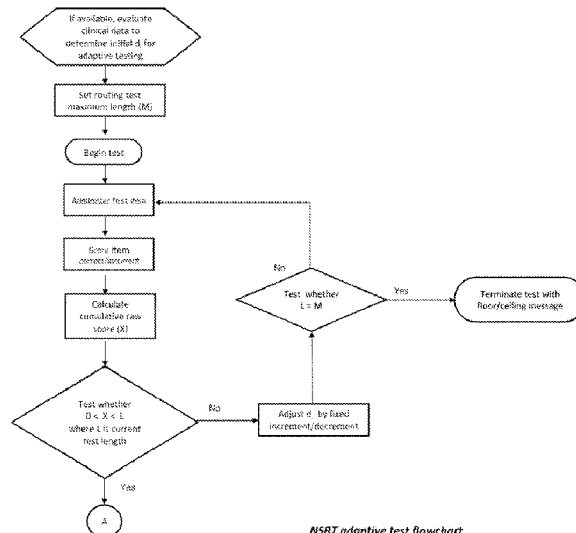 If available, evaluate
clinical data to
determine initial d for
adaptive testing
Set routing test
maximum length (M)
Begin test
Administer test item
Score item
correct/incorrect
Calculate
cumulative raw
score (X)
Test whether
0 < X < L
where L is current
test length
No
Adjust d by fixed
increment/decrement
Test whether
L = M
No
Yes
Terminate test with
floor/ceiling message
Yes
A
NSBT adaptive test flowchart